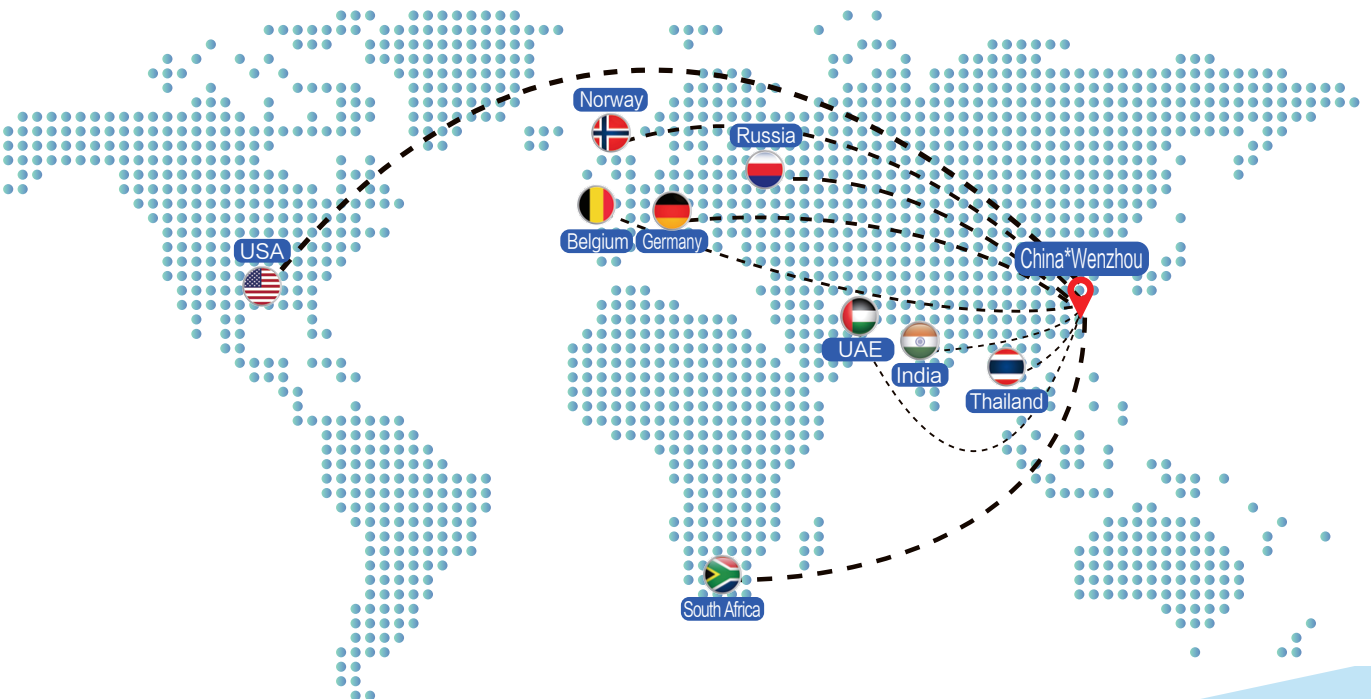 Norway
Russia
USA
Belgium
Germany
China*Wenzhou
UAE
India
Thailand
South Africa